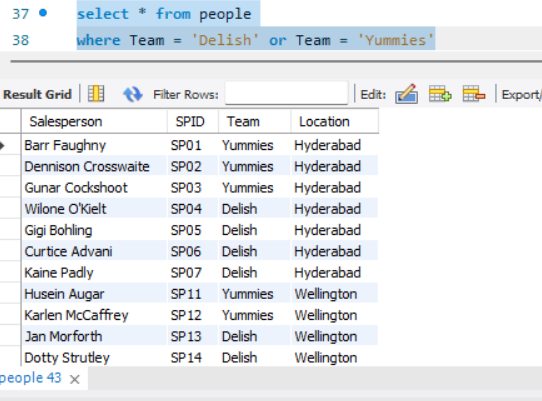 37 select * from people
38 where Team = 'Delish' or Team = 'Yummies'
Result Grid Filter Rows: Edit: Export/
Salesperson SPID Team Location
Barr Faughny SP01 Yummies Hyderabad
Dennison Crosswaite SP02 Yummies Hyderabad
Gunar Cockshoot SP03 Yummies Hyderabad
Wilone O'Kielt SP04 Delish Hyderabad
Gigi Bohling SP05 Delish Hyderabad
Curtice Advani SP06 Delish Hyderabad
Kaine Padly SP07 Delish Hyderabad
Husein Augar SP11 Yummies Wellington
Karlen McCaffrey SP12 Yummies Wellington
Jan Morforth SP13 Delish Wellington
Dotty Strutley SP14 Delish Wellington
people 43